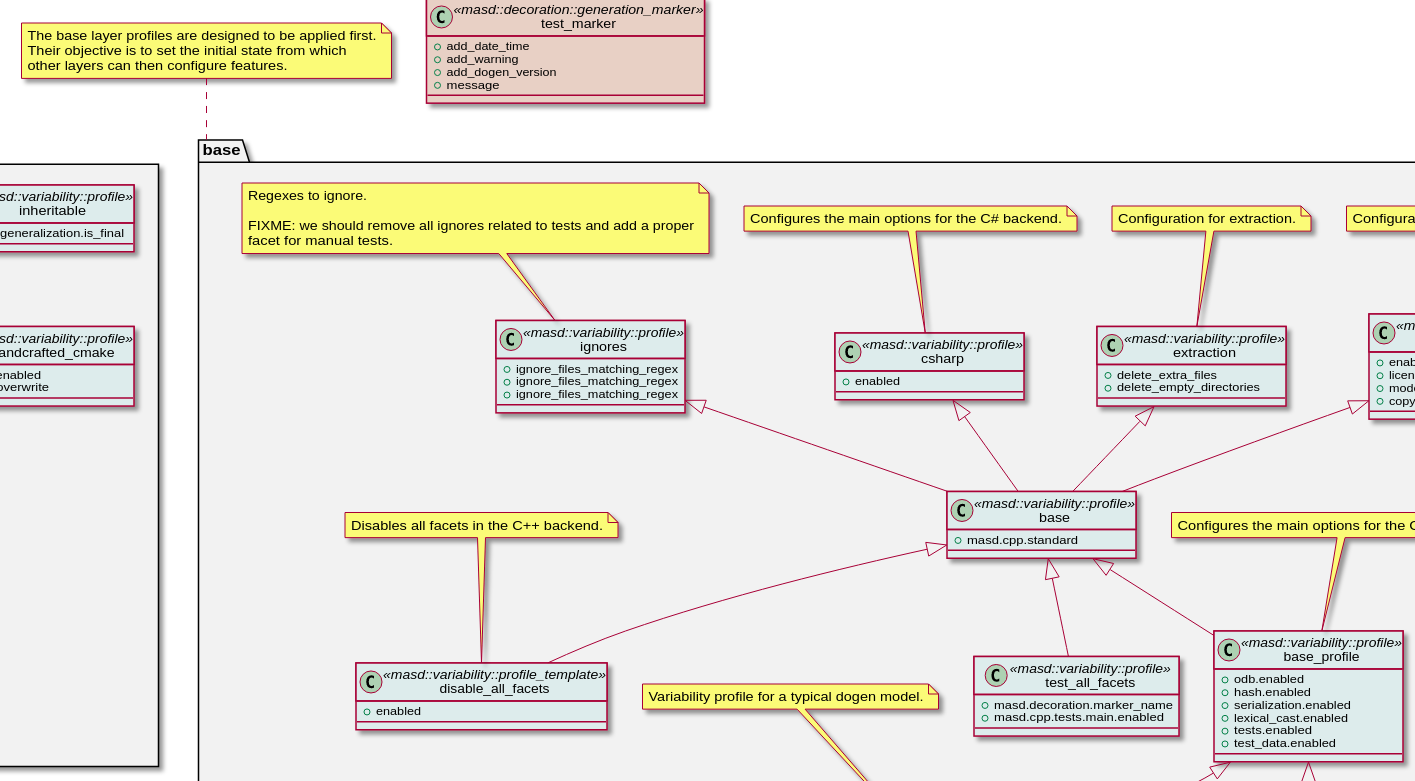 «masd::decoration::generation_marker»
C
test_marker
add_date_time
add_warning
add_dogen_version
message
The base layer profiles are designed to be applied first.
Their objective is to set the initial state from which
other layers can then configure features.
base
sd::variability::profile»
inheritable
generalization.is_final
sd::variability::profile»
andcrafted_cmake
enabled
overwrite
Regexes to ignore.
FIXME: we should remove all ignores related to tests and add a proper
facet for manual tests.
Configures the main options for the C# backend.
Configuration for extraction.
Configura
«masd::variability::profile»
C
ignores
ignore_files_matching_regex
ignore_files_matching_regex
ignore_files_matching_regex
«masd::variability::profile»
C
csharp
enabled
«masd::variability::profile»
C
extraction
delete_extra_files
delete_empty_directories
«m
C
enab
licen
mode
copy
«masd::variability::profile»
C
base
masd.cpp.standard
Disables all facets in the C++ backend.
Configures the main options for the C
«masd::variability::profile_template»
C
disable_all_facets
enabled
Variability profile for a typical dogen model.
«masd::variability::profile»
C
test_all_facets
masd.decoration.marker_name
masd.cpp.tests.main.enabled
«masd::variability::profile»
C
base_profile
odb.enabled
hash.enabled
serialization.enabled
lexical_cast.enabled
tests.enabled
test_data.enabled